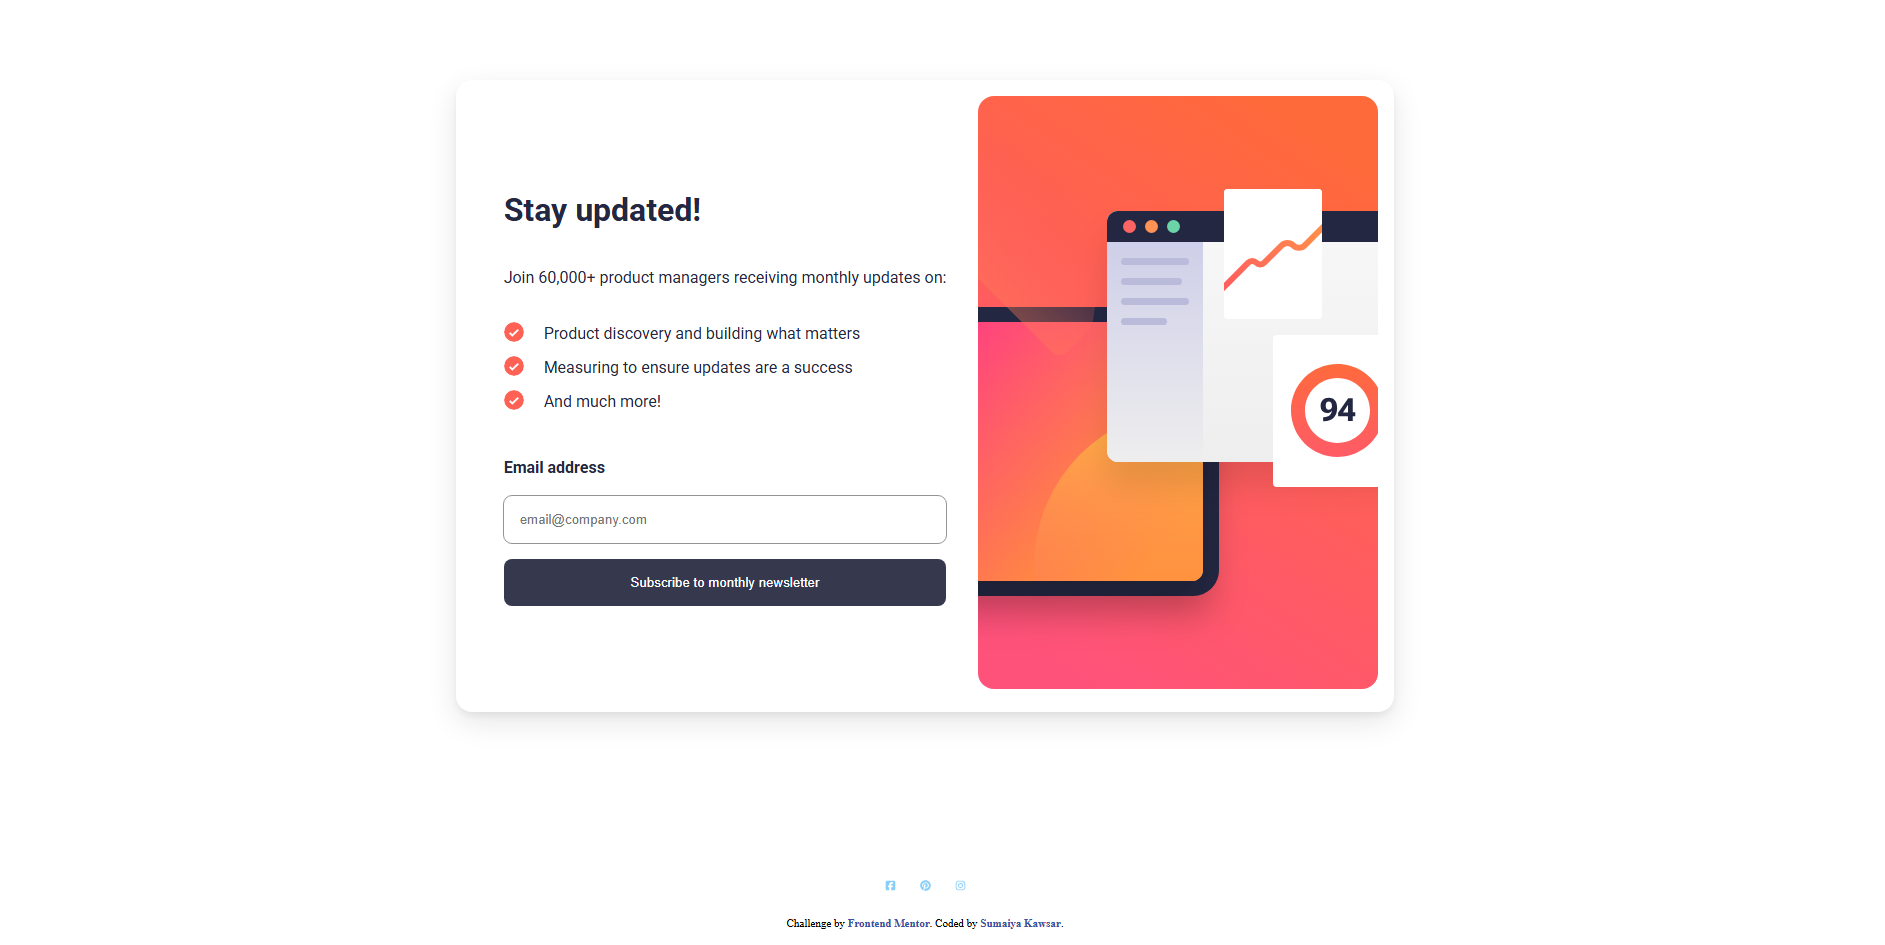 Stay updated!
Join 60,000+ product managers receiving monthly updates on:
Product discovery and building what matters
Measuring to ensure updates are a success
And much more!
Email address
email@company.com
Subscribe to monthly newsletter
94
Challenge by Frontend Mentor. Coded by Sumaiya Kawsar.